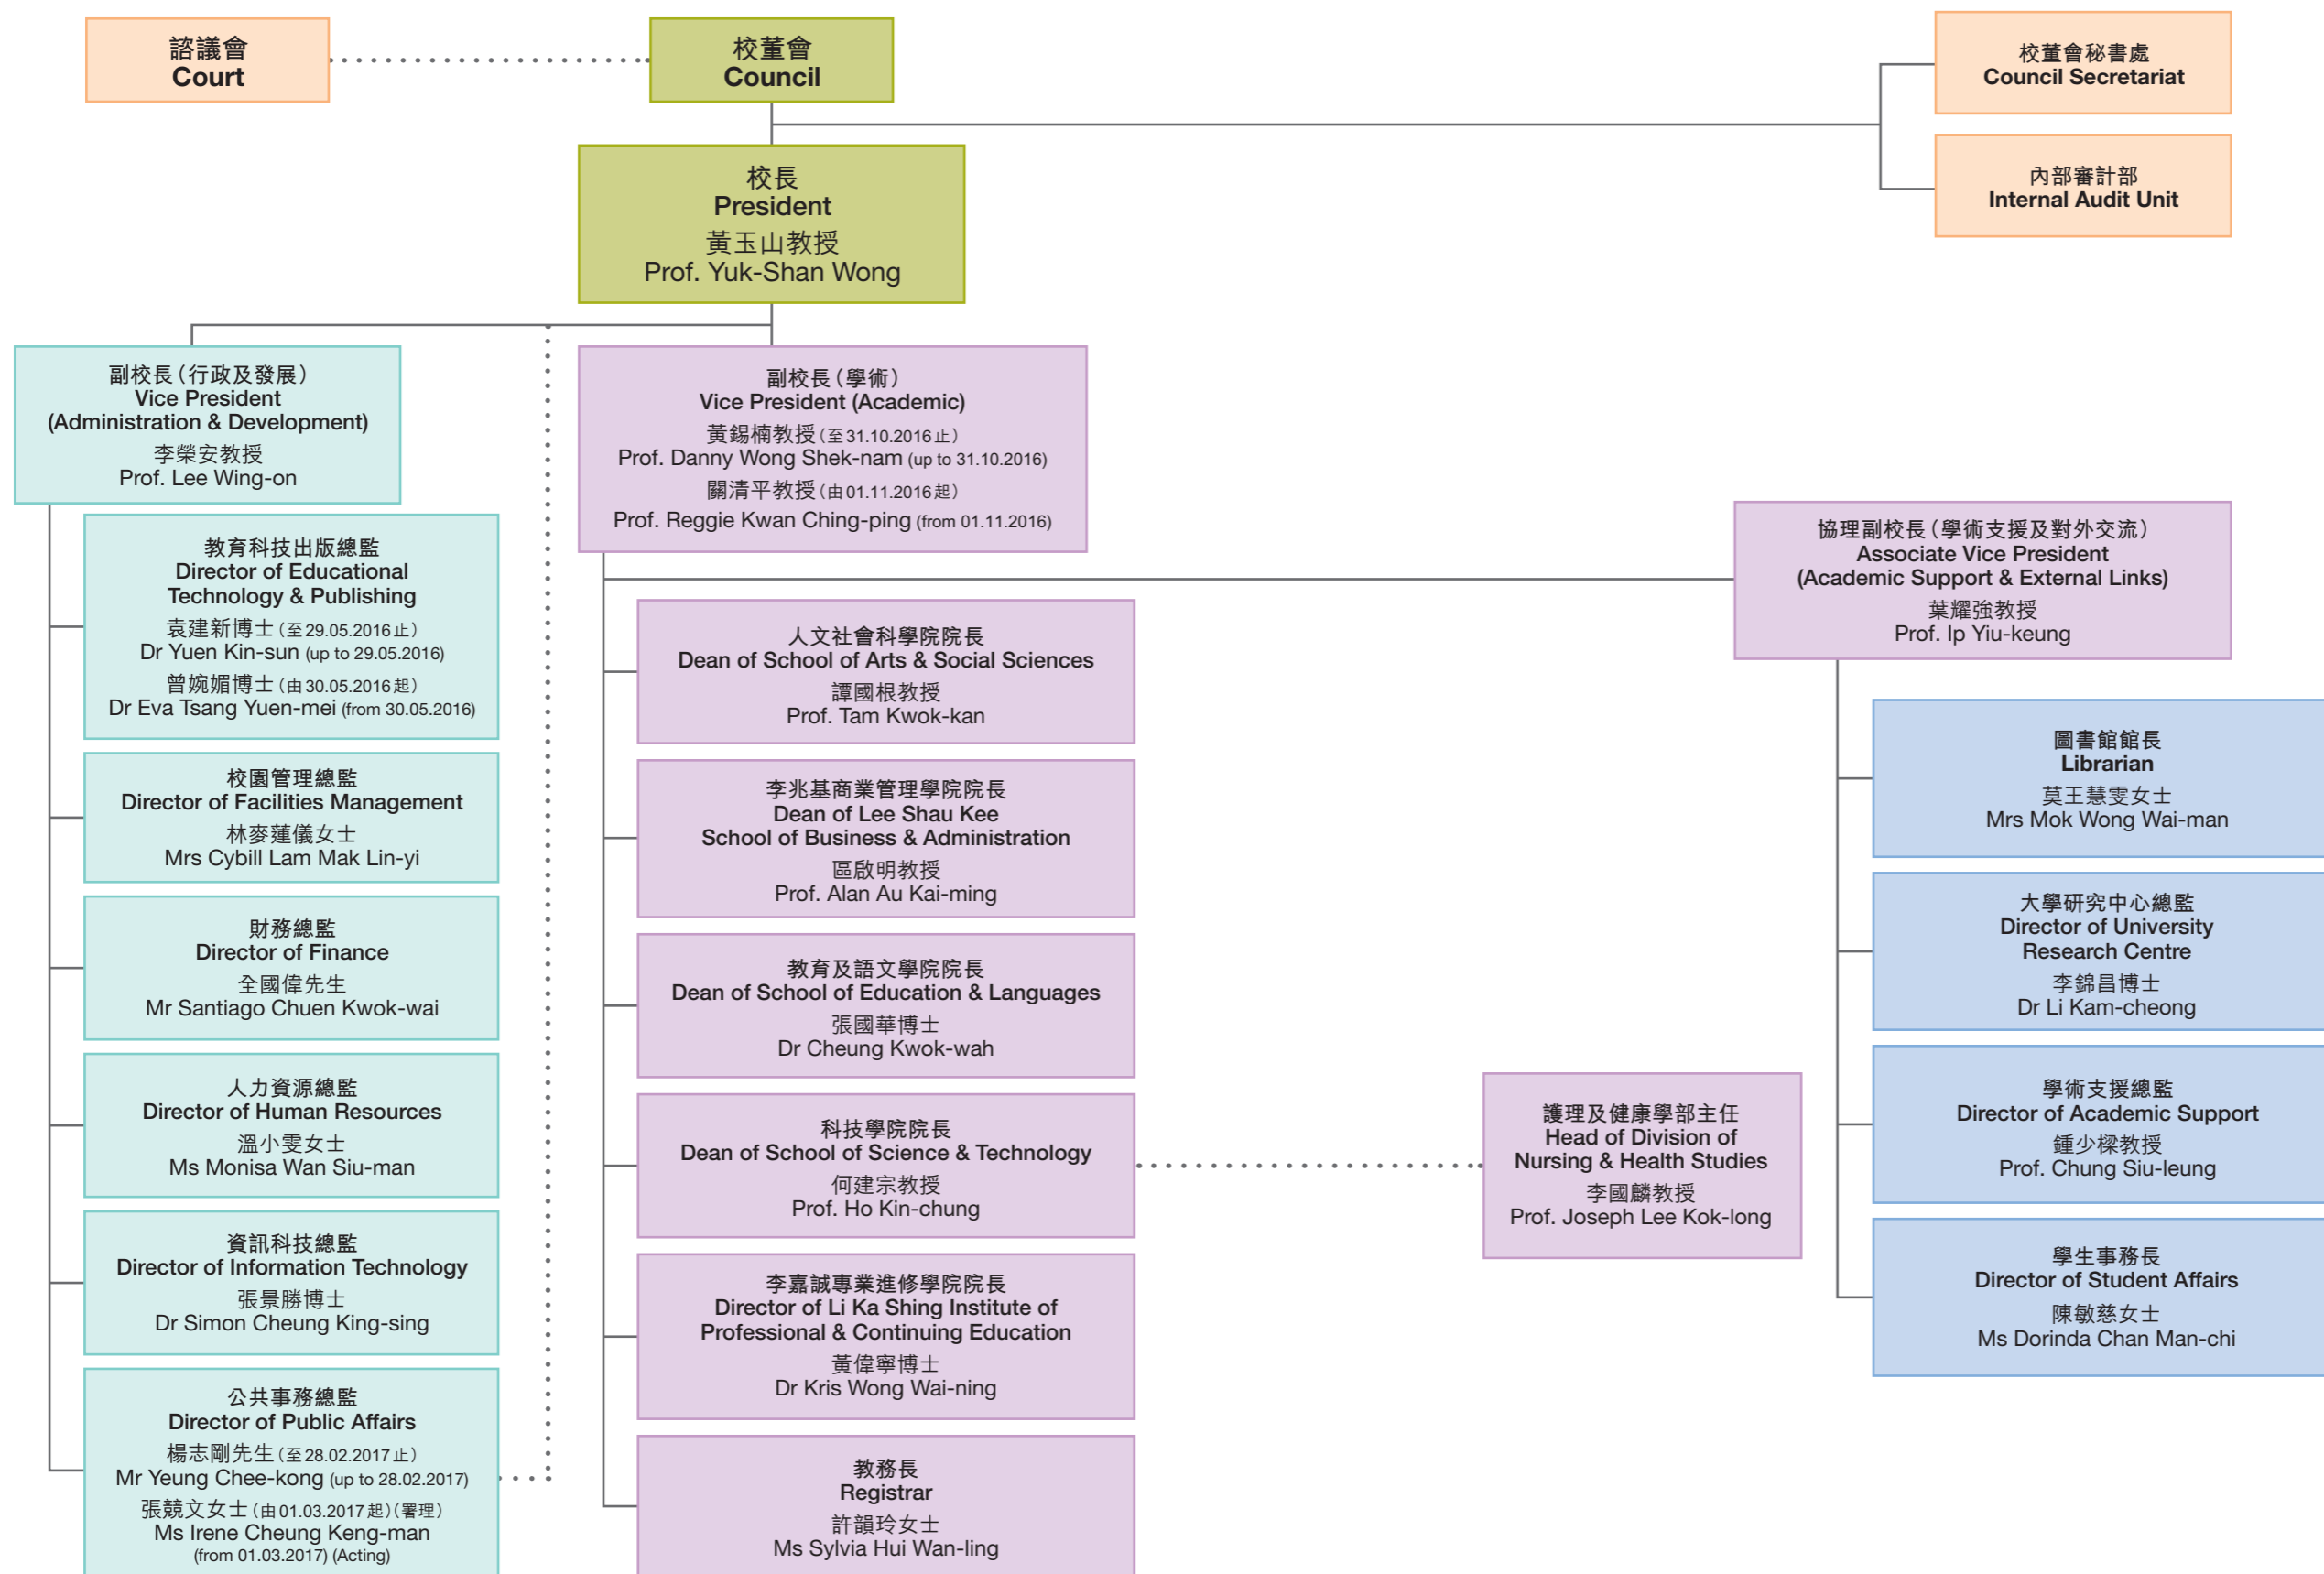 諮議會
Court
校董會
Council
校董會秘書處
Council Secretariat
內部審計部
Internal Audit Unit
校長
President
黃玉山教授
Prof. Yuk-Shan Wong
副校長（行政及發展）
Vice President
(Administration & Development)
李榮安教授
Prof. Lee Wing-on
教育科技出版總監
Director of Educational
Technology & Publishing
袁建新博士（至29.05.2016止）
Dr Yuen Kin-sun (up to 29.05.2016)
曾婉媚博士（由30.05.2016起）
Dr Eva Tsang Yuen-mei (from 30.05.2016)
校園管理總監
Director of Facilities Management
林麥蓮儀女士
Mrs Cybill Lam Mak Lin-yi
財務總監
Director of Finance
全國偉先生
Mr Santiago Chuen Kwok-wai
人力資源總監
Director of Human Resources
溫小雯女士
Ms Monisa Wan Siu-man
資訊科技總監
Director of Information Technology
張景勝博士
Dr Simon Cheung King-sing
公共事務總監
Director of Public Affairs
楊志剛先生（至28.02.2017止）
Mr Yeung Chee-kong (up to 28.02.2017)
張競文女士（由01.03.2017起）（署理）
Ms Irene Cheung Keng-man
(from 01.03.2017) (Acting)
副校長（學術）
Vice President (Academic)
黃錫楠教授（至31.10.2016止）
Prof. Danny Wong Shek-nam (up to 31.10.2016)
關清平教授（由01.11.2016起）
Prof. Reggie Kwan Ching-ping (from 01.11.2016)
人文社會科學院院長
Dean of School of Arts & Social Sciences
譚國根教授
Prof. Tam Kwok-kan
李兆基商業管理學院院長
Dean of Lee Shau Kee
School of Business & Administration
區啟明教授
Prof. Alan Au Kai-ming
教育及語文學院院長
Dean of School of Education & Languages
張國華博士
Dr Cheung Kwok-wah
科技學院院長
Dean of School of Science & Technology
何建宗教授
Prof. Ho Kin-chung
李嘉誠專業進修學院院長
Director of Li Ka Shing Institute of
Professional & Continuing Education
黃偉寧博士
Dr Kris Wong Wai-ning
教務長
Registrar
許韻玲女士
Ms Sylvia Hui Wan-ling
護理及健康學部主任
Head of Division of
Nursing & Health Studies
李國麟教授
Prof. Joseph Lee Kok-long
協理副校長（學術支援及對外交流）
Associate Vice President
(Academic Support & External Links)
葉耀強教授
Prof. Ip Yiu-keung
圖書館館長
Librarian
莫王慧雯女士
Mrs Mok Wong Wai-man
大學研究中心總監
Director of University
Research Centre
李錦昌博士
Dr Li Kam-cheong
學術支援總監
Director of Academic Support
鍾少樑教授
Prof. Chung Siu-leung
學生事務長
Director of Student Affairs
陳敏慈女士
Ms Dorinda Chan Man-chi